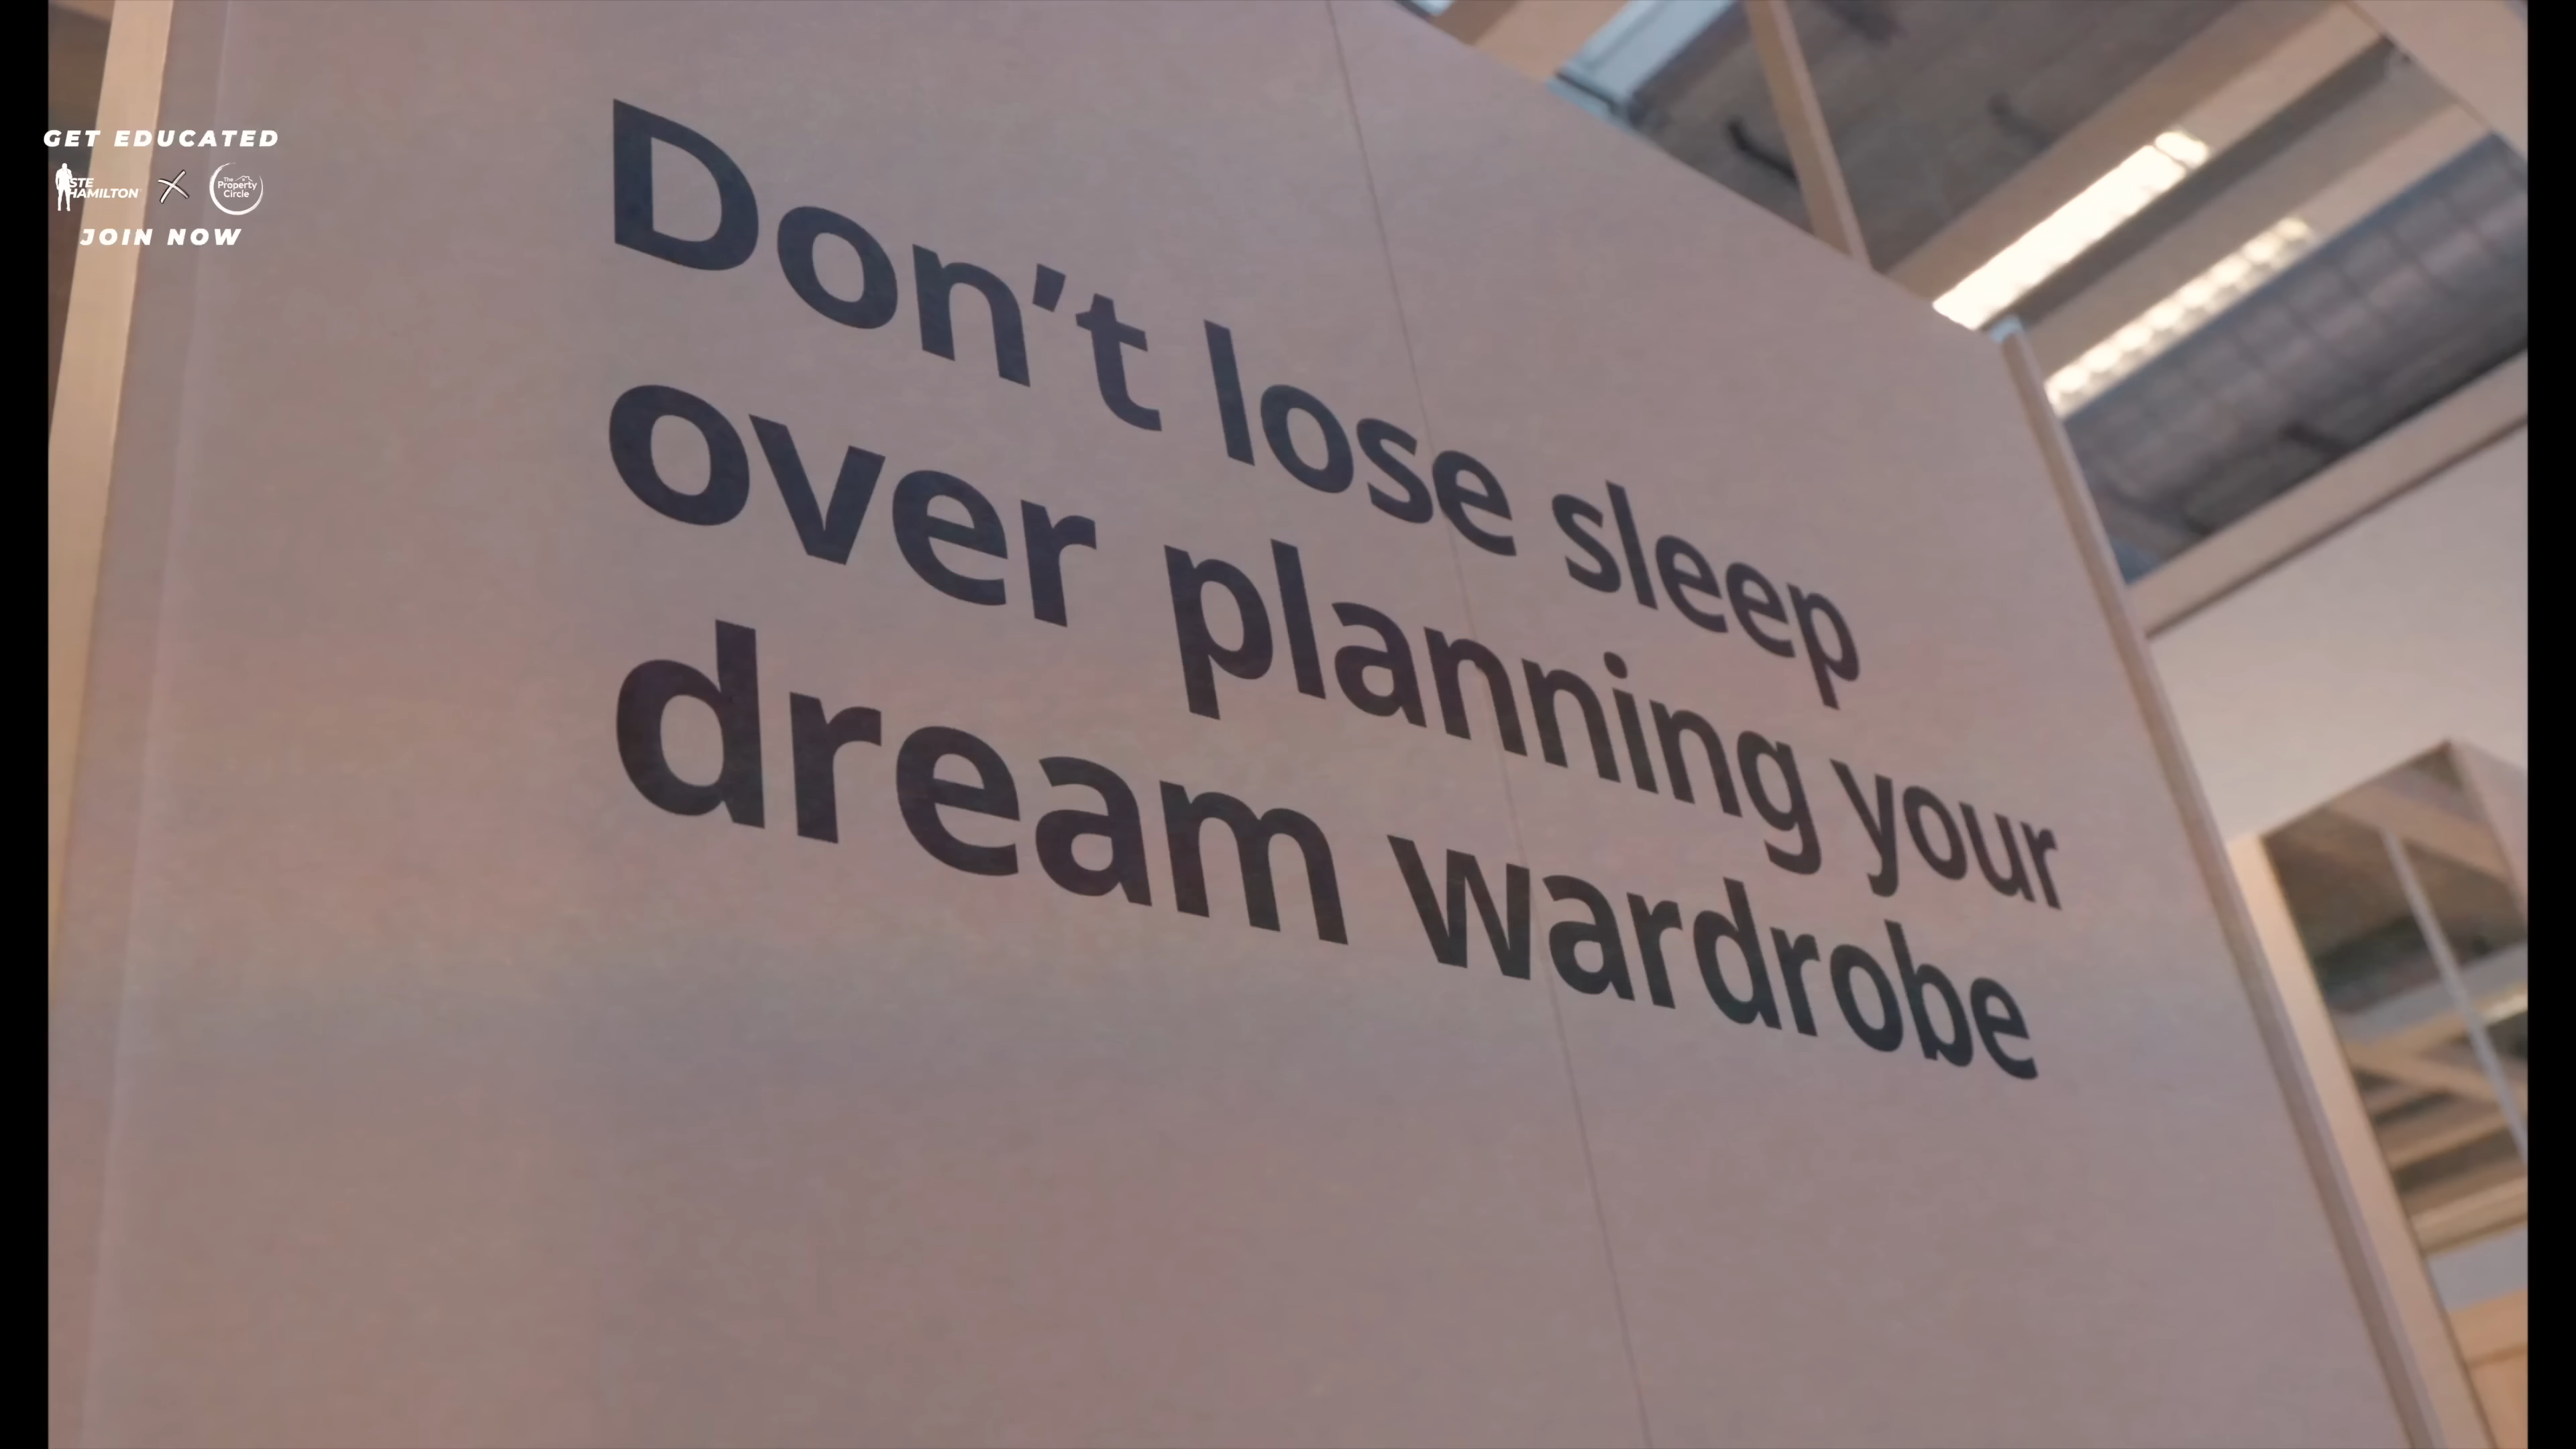 GET EDUCATED
STE
HAMILTON
The
Property
Circle
JOIN NOW
Don't lose sleep
over planning your
dream wardrobe